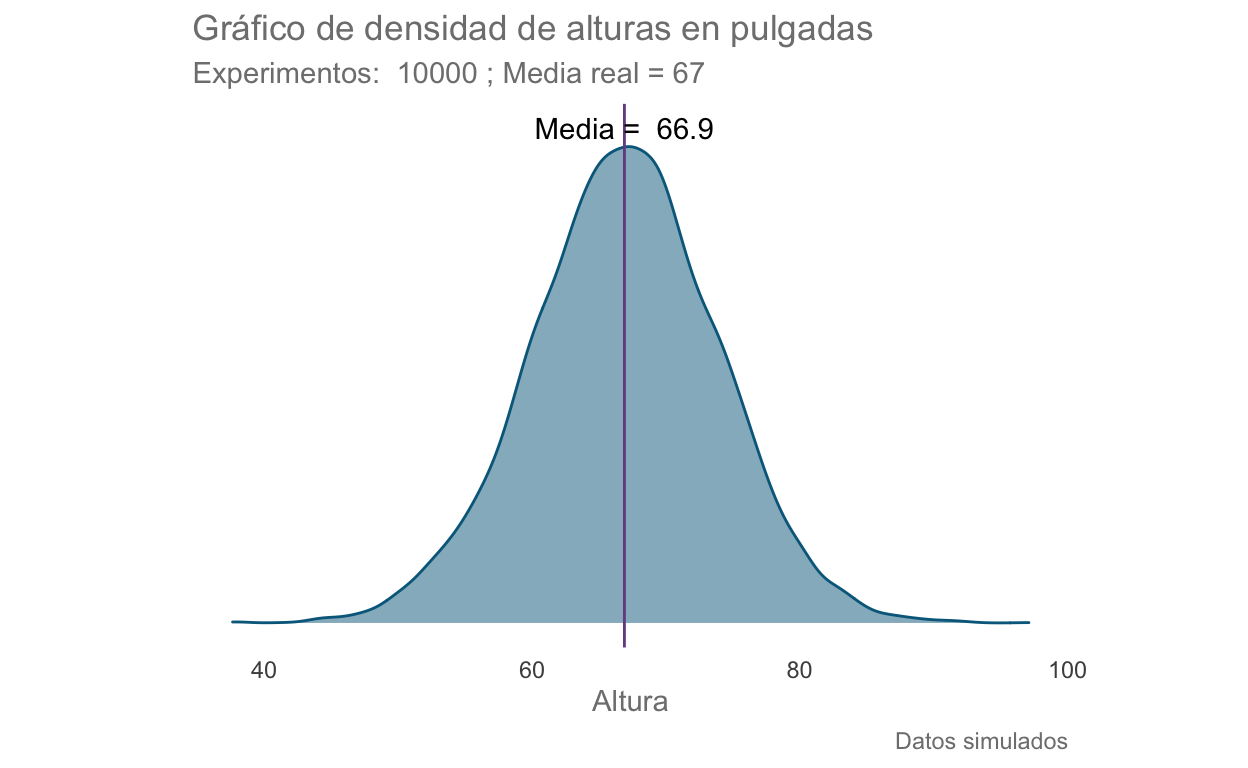 Gráfico de densidad de alturas en pulgadas
Experimentos:  10000 ; Media real = 67
Media =  66.9
40 60 80 100
Altura
Datos simulados